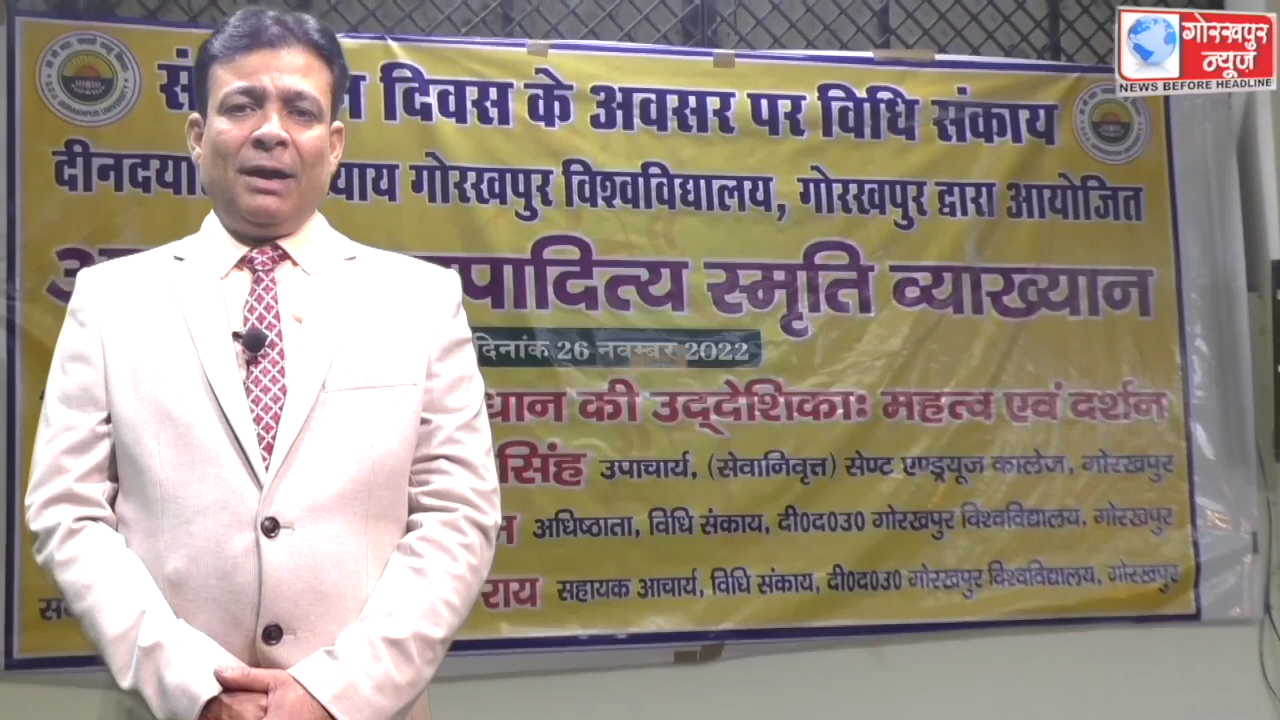 गोरखपुर
न्यूज़
NEWS BEFORE HEADLINE
दिवस के अवसर पर विधि संकाय
गोरखपुर विश्वविद्यालय, गोरखपुर द्वारा आयोजित
स्मृति व्याख्यान
दिनांक 26 नवम्बर 2022
की उद्देशिकाः महत्व एवं दर्शन
सिंह उपाचार्य, (सेवानिवृत्त) सेण्ट एण्ड्रयूज कालेज, गोरखपुर
अधिष्ठाता, विधि संकाय, दी0द0उ0 गोरखपुर विश्वविद्यालय, गोरखपुर
राय सहायक आचार्य, विधि संकाय, दी0द0उ0 गोरखपुर विश्वविद्यालय, गोरखपुर